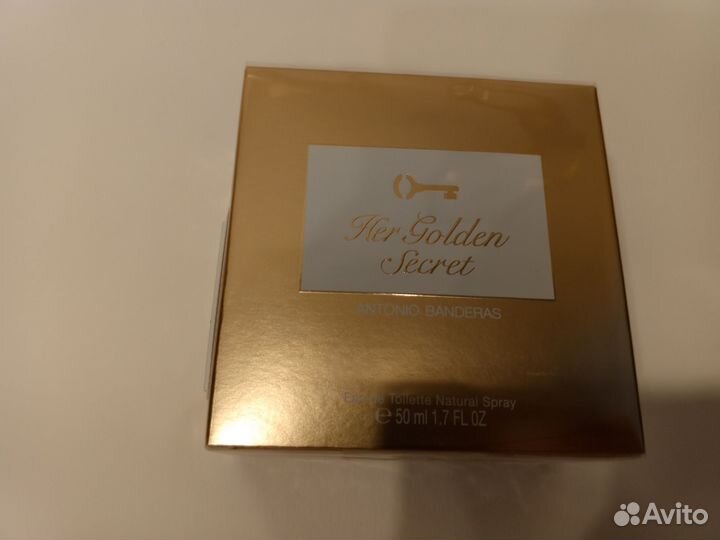 Her Golden
Secret
ANTONIO BANDERAS
Eau de Toilette Natural Spray
℮ 50 ml 1.7 FL OZ
Avito